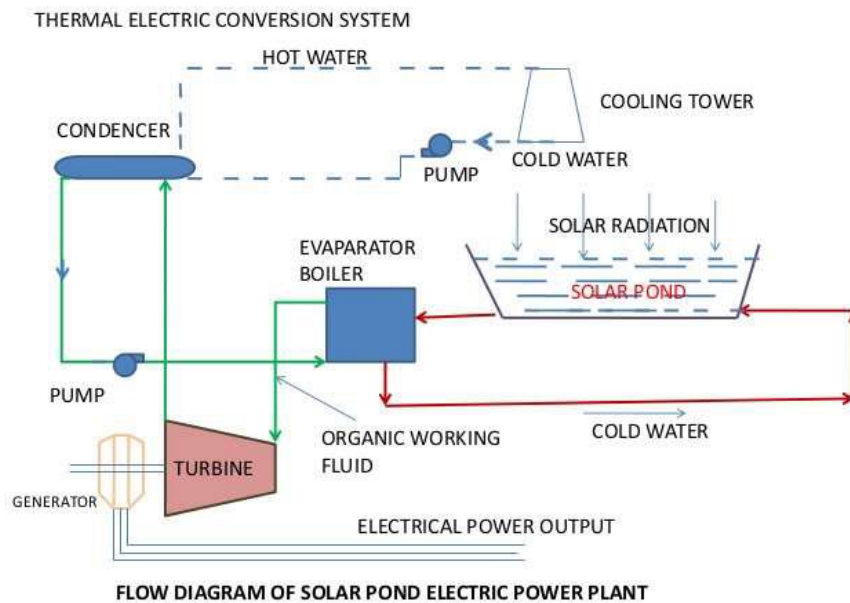 THERMAL ELECTRIC CONVERSION SYSTEM
HOT WATER
COOLING TOWER
CONDENCER
COLD WATER
PUMP
SOLAR RADIATION
EVAPARATOR
BOILER
SOLAR POND
PUMP
ORGANIC WORKING
FLUID
COLD WATER
TURBINE
GENERATOR
ELECTRICAL POWER OUTPUT
FLOW DIAGRAM OF SOLAR POND ELECTRIC POWER PLANT